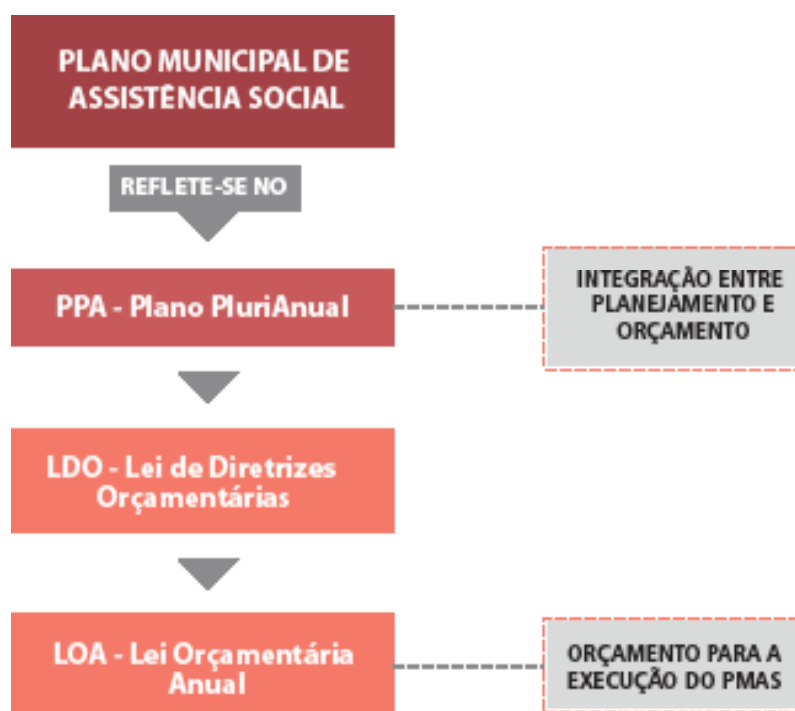 PLANO MUNICIPAL DE
ASSISTÊNCIA SOCIAL
REFLETE-SE NO
PPA - Plano PluriAnual
INTEGRAÇÃO ENTRE
PLANEJAMENTO E
ORÇAMENTO
LDO - Lei de Diretrizes
Orçamentárias
LOA - Lei Orçamentária
Anual
ORÇAMENTO PARA A
EXECUÇÃO DO PMAS